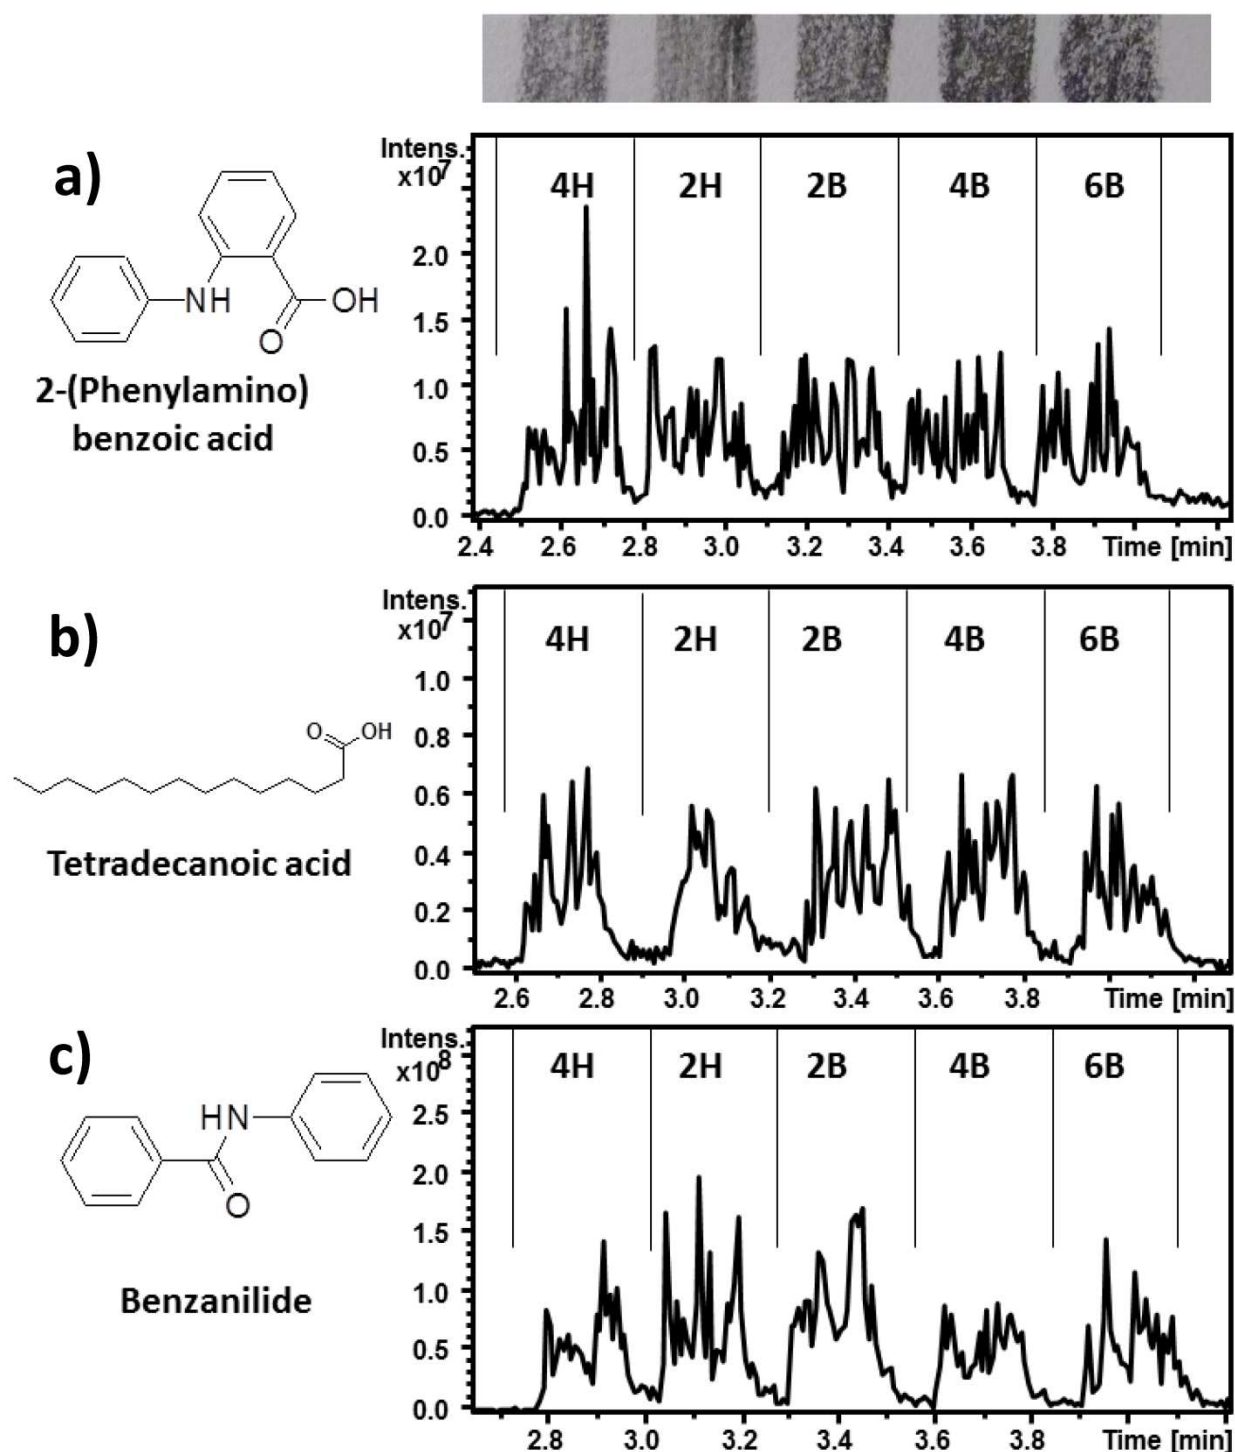 a)
NH
OH
O
2-(Phenylamino)
benzoic acid
Intens.
x10^7
4H 2H 2B 4B 6B
2.0
1.5
1.0
0.5
0.0
2.4 2.6 2.8 3.0 3.2 3.4 3.6 3.8 Time [min]
b)
O
OH
Tetradecanoic acid
Intens.
x10^7
4H 2H 2B 4B 6B
1.0
0.8
0.6
0.4
0.2
0.0
2.6 2.8 3.0 3.2 3.4 3.6 3.8 Time [min]
c)
HN
O
Benzanilide
Intens.
x10^8
4H 2H 2B 4B 6B
2.5
2.0
1.5
1.0
0.5
0.0
2.8 3.0 3.2 3.4 3.6 3.8 Time [min]